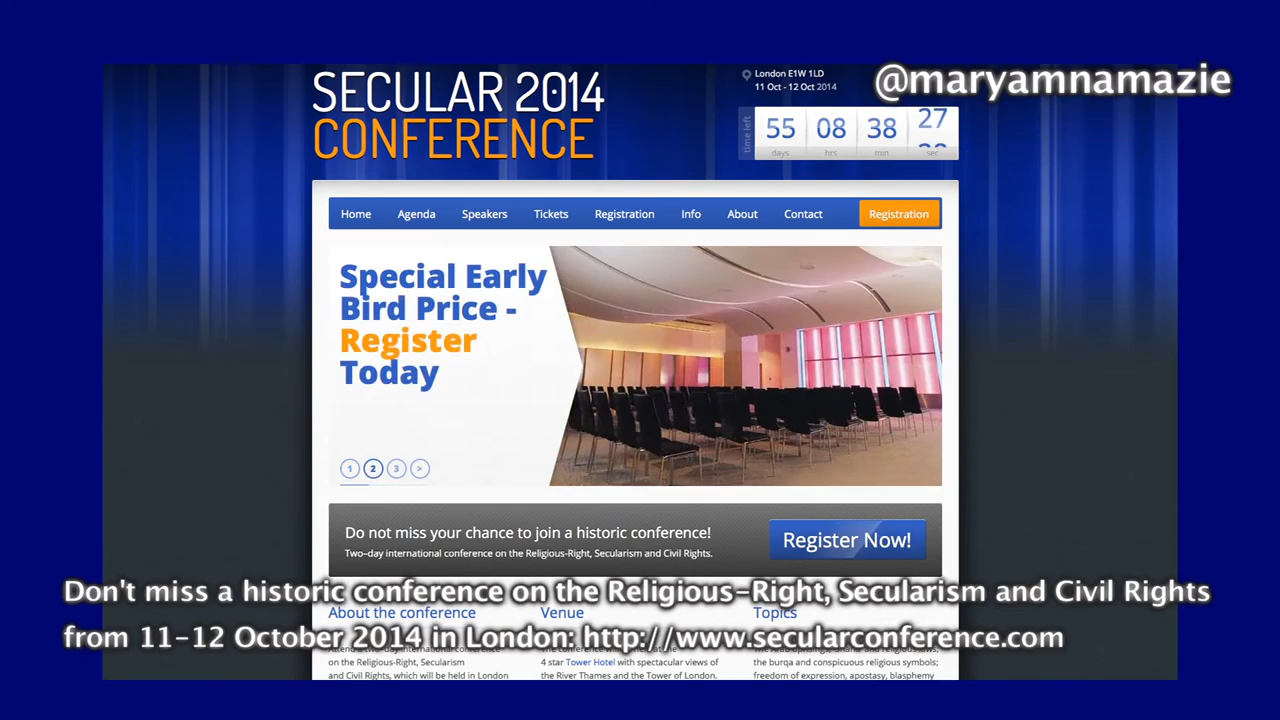 @maryamnamazie
SECULAR 2014
CONFERENCE
London E1W 1LD
11 Oct - 12 Oct 2014
time left
55 08 38 27
days hrs min sec
Home Agenda Speakers Tickets Registration Info About Contact Registration
Special Early
Bird Price -
Register
Today
1 2 3 >
Do not miss your chance to join a historic conference!
Two-day international conference on the Religious-Right, Secularism and Civil Rights.
Register Now!
Don't miss a historic conference on the Religious-Right, Secularism and Civil Rights
from 11-12 October 2014 in London: http://www.secularconference.com
About the conference
on the Religious-Right, Secularism
and Civil Rights, which will be held in London
Venue
4 star Tower Hotel with spectacular views of
the River Thames and the Tower of London.
Topics
the burqa and conspicuous religious symbols;
freedom of expression, apostasy, blasphemy